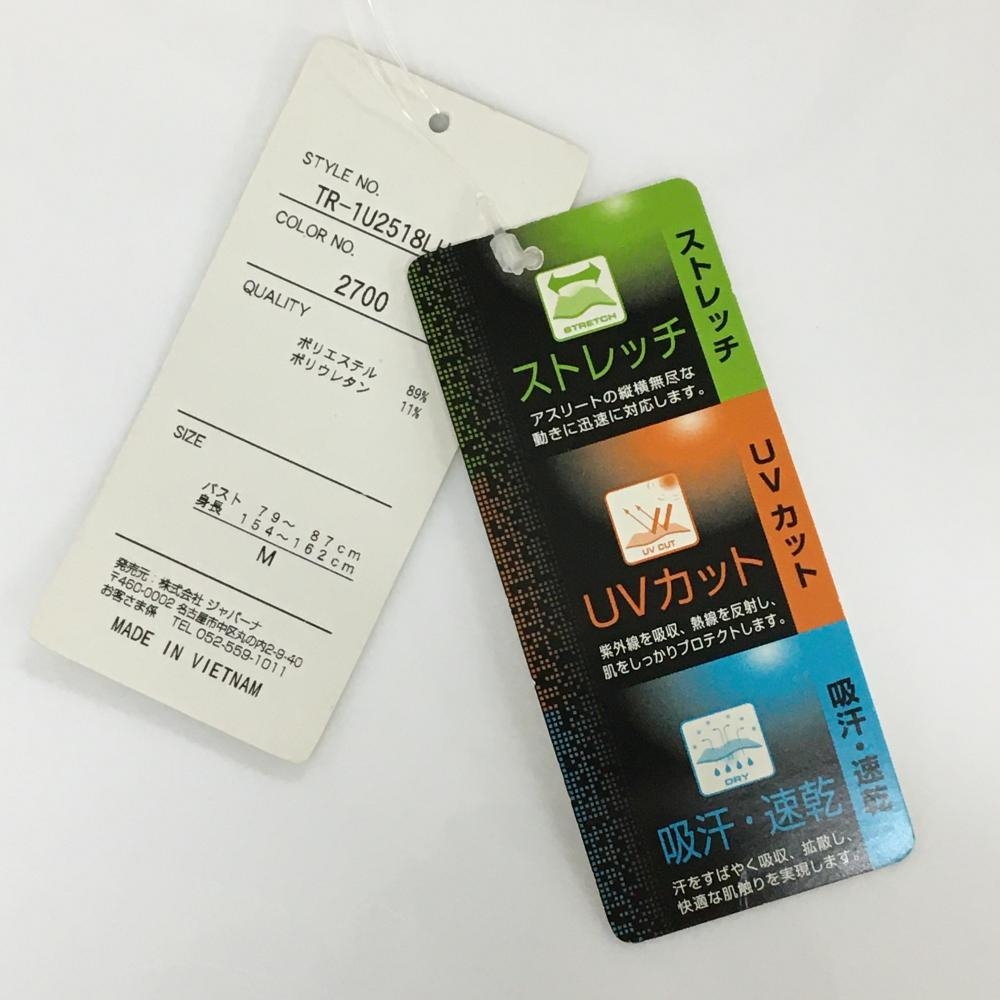 STYLE NO.
TR-1U2518L
COLOR NO.
2700
QUALITY
ポリエステル 89%
ポリウレタン 11%
SIZE
バスト 79～ 87cm
身長 154～162cm
M
発売元：株式会社 ジャパーナ
〒460-0002 名古屋市中区丸の内2-9-40
お客さま係 TEL 052-559-1011
MADE IN VIETNAM
ストレッチ
STRETCH
ストレッチ
アスリートの縦横無尽な
動きに迅速に対応します。
UVカット
UV CUT
UVカット
紫外線を吸収、熱線を反射し、
肌をしっかりプロテクトします。
吸汗・速乾
DRY
吸汗・速乾
汗をすばやく吸収、拡散し、
快適な肌触りを実現します。